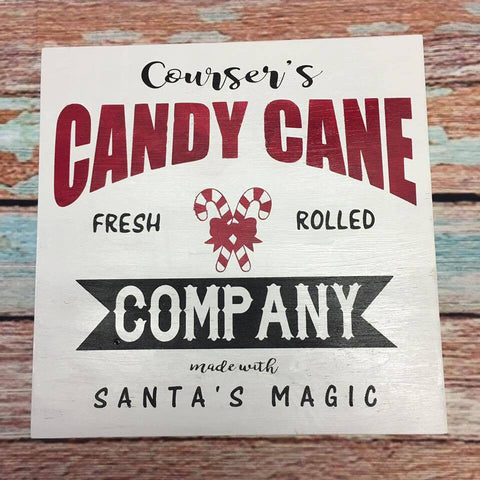 Courser's
CANDY CANE
FRESH ROLLED
COMPANY
made with
SANTA'S MAGIC